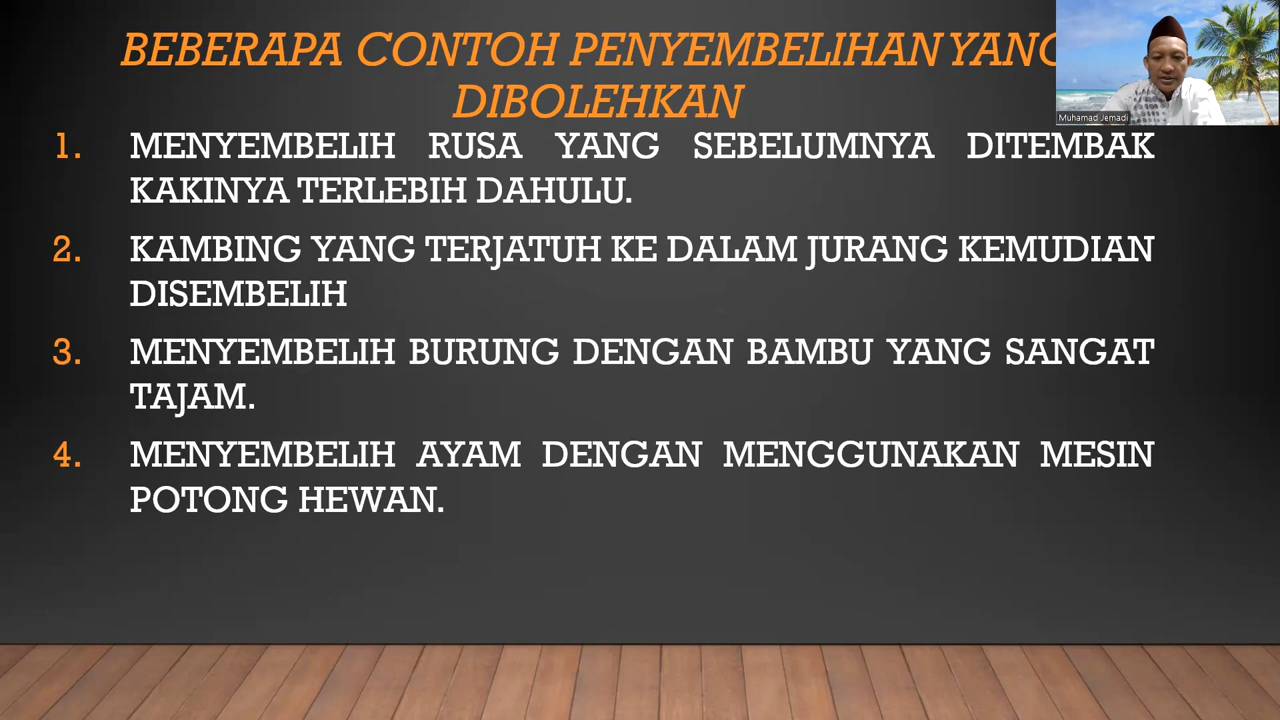 BEBERAPA CONTOH PENYEMBELIHAN YANG
DIBOLEHKAN
Muhamad Jemadi
1. MENYEMBELIH RUSA YANG SEBELUMNYA DITEMBAK
KAKINYA TERLEBIH DAHULU.
2. KAMBING YANG TERJATUH KE DALAM JURANG KEMUDIAN
DISEMBELIH
3. MENYEMBELIH BURUNG DENGAN BAMBU YANG SANGAT
TAJAM.
4. MENYEMBELIH AYAM DENGAN MENGGUNAKAN MESIN
POTONG HEWAN.